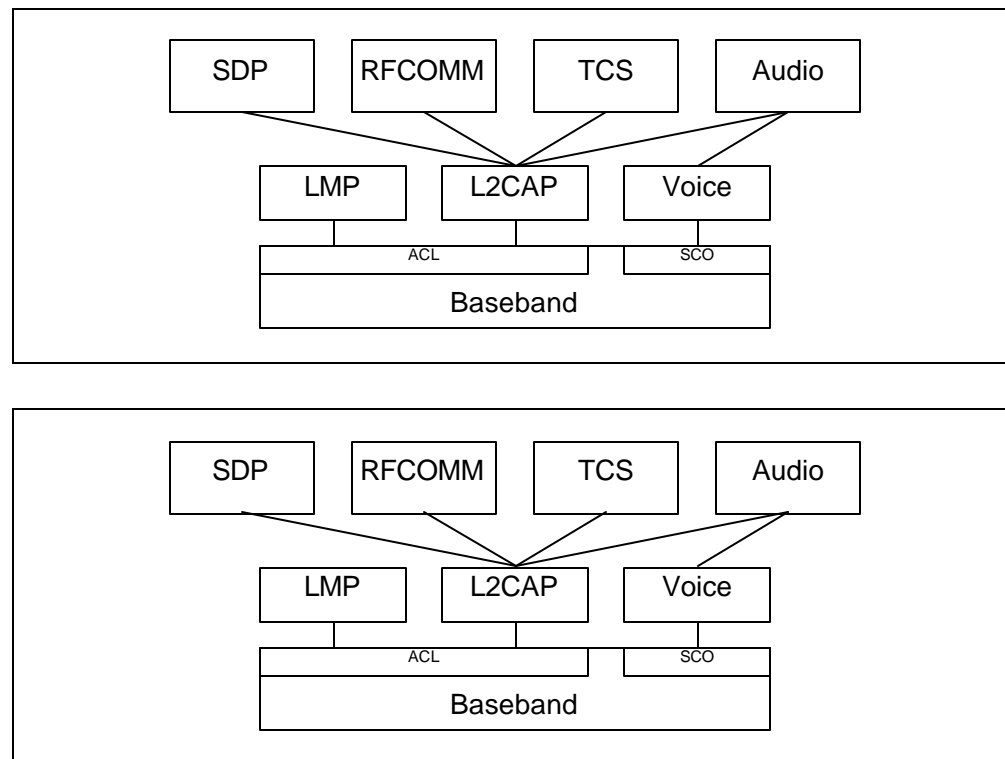 SDP RFCOMM TCS Audio
LMP L2CAP Voice
ACL SCO
Baseband
SDP RFCOMM TCS Audio
LMP L2CAP Voice
ACL SCO
Baseband